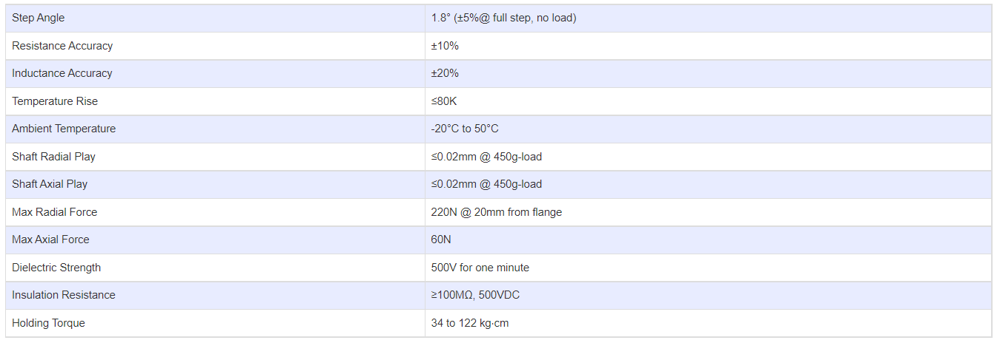 Step Angle 1.8° (±5%@ full step, no load)
Resistance Accuracy ±10%
Inductance Accuracy ±20%
Temperature Rise ≤80K
Ambient Temperature -20°C to 50°C
Shaft Radial Play ≤0.02mm @ 450g-load
Shaft Axial Play ≤0.02mm @ 450g-load
Max Radial Force 220N @ 20mm from flange
Max Axial Force 60N
Dielectric Strength 500V for one minute
Insulation Resistance ≥100MΩ, 500VDC
Holding Torque 34 to 122 kg·cm